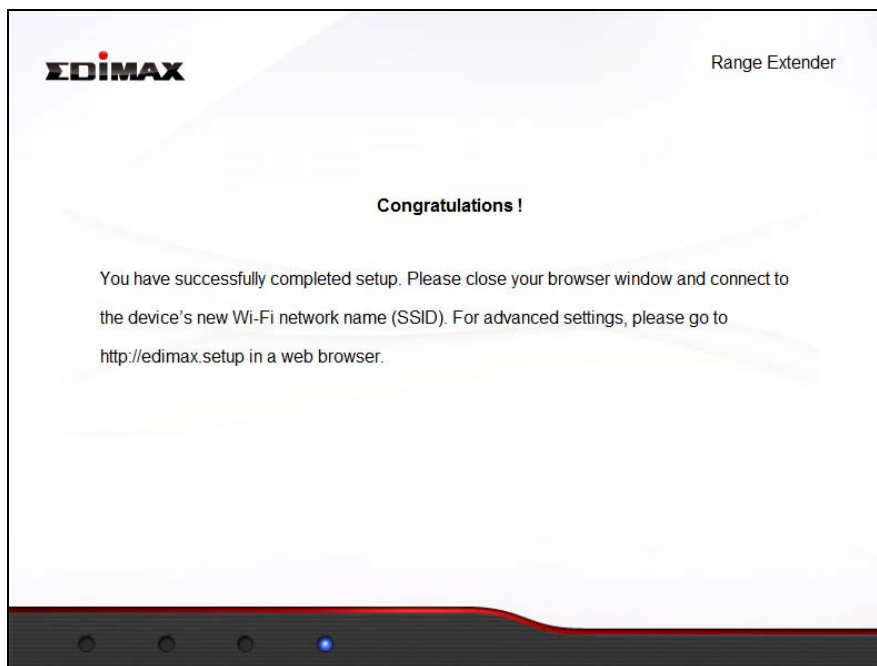 EDIMAX
Range Extender
Congratulations !
You have successfully completed setup. Please close your browser window and connect to
the device's new Wi-Fi network name (SSID). For advanced settings, please go to
http://edimax.setup in a web browser.